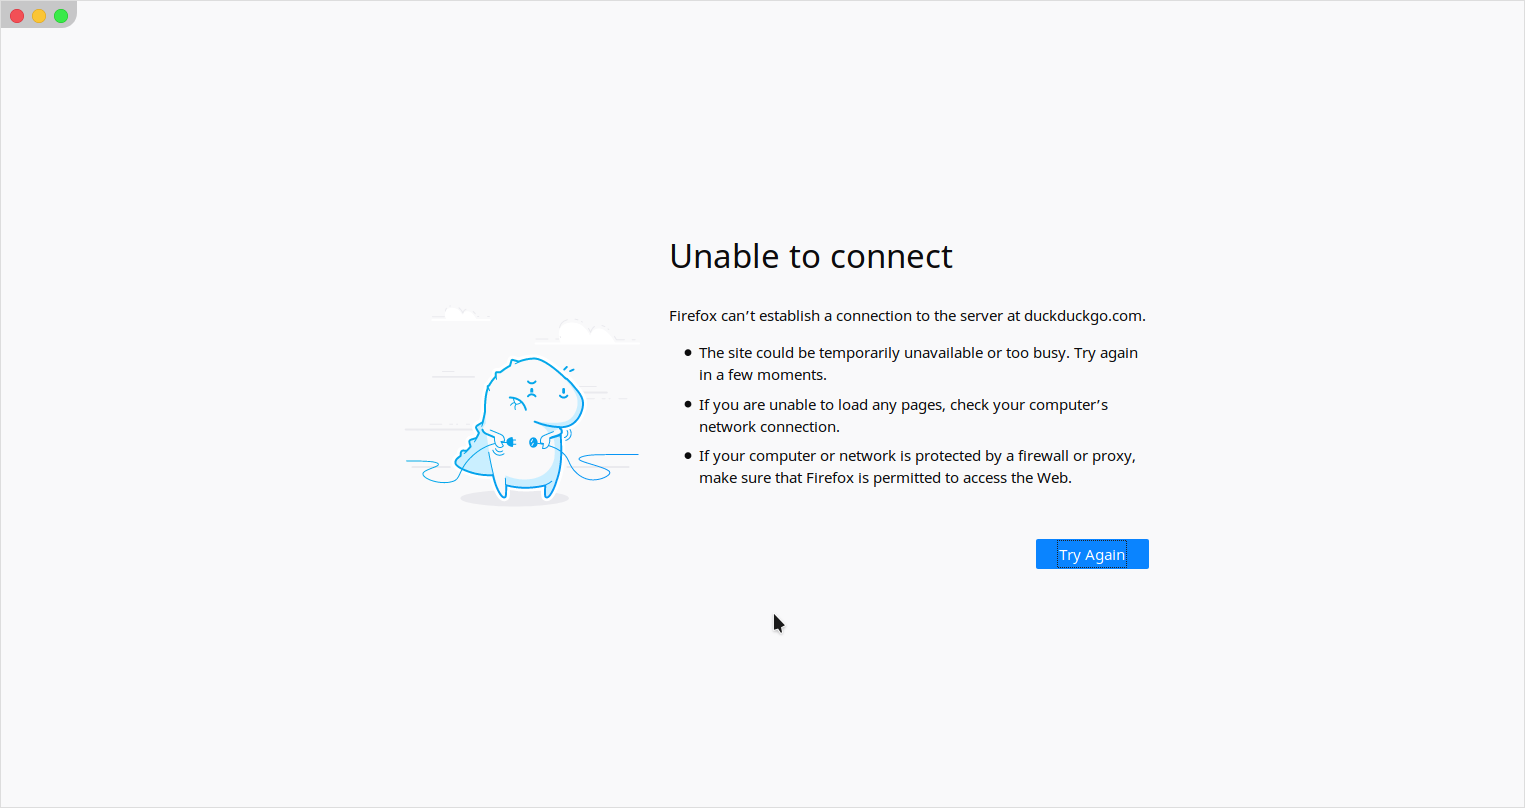 Unable to connect
Firefox can’t establish a connection to the server at duckduckgo.com.
The site could be temporarily unavailable or too busy. Try again
in a few moments.
If you are unable to load any pages, check your computer’s
network connection.
If your computer or network is protected by a firewall or proxy,
make sure that Firefox is permitted to access the Web.
Try Again